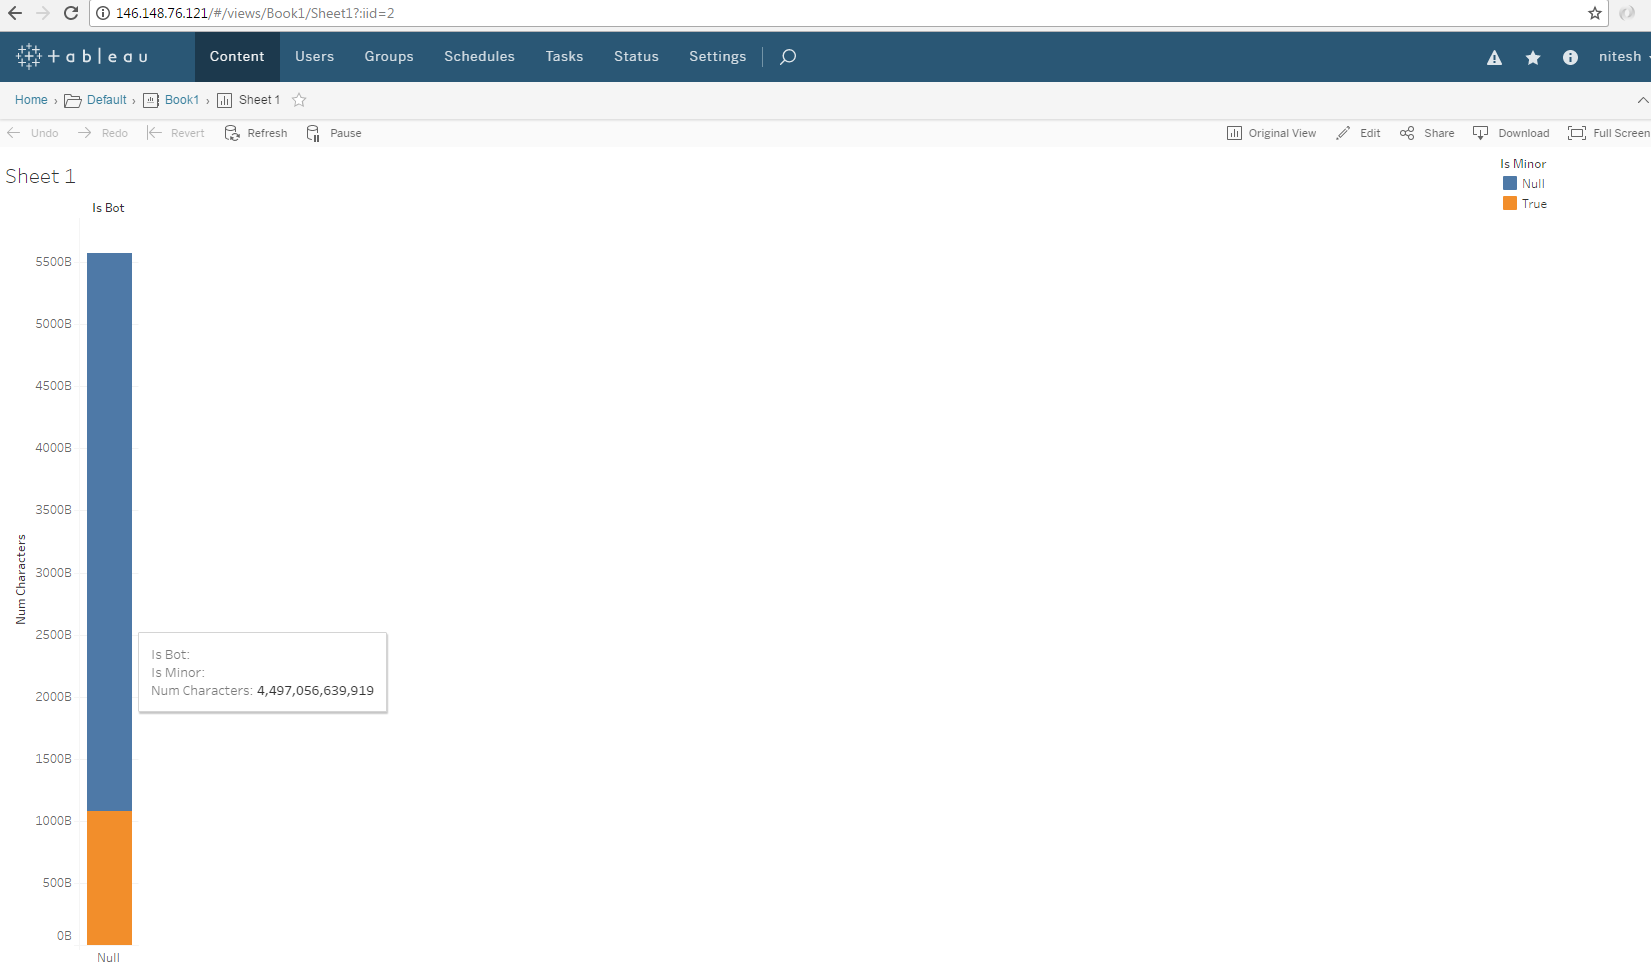 146.148.76.121/#/views/Book1/Sheet1?:iid=2
+ableau Content Users Groups Schedules Tasks Status Settings nitesh
Home › Default › Book1 › Sheet 1
Undo Redo Revert Refresh Pause Original View Edit Share Download Full Screen
Sheet 1
Is Minor
Null
True
Is Bot
5500B
5000B
4500B
4000B
3500B
3000B
2500B
2000B
1500B
1000B
500B
0B
Num Characters
Is Bot:
Is Minor:
Num Characters: 4,497,056,639,919
Null